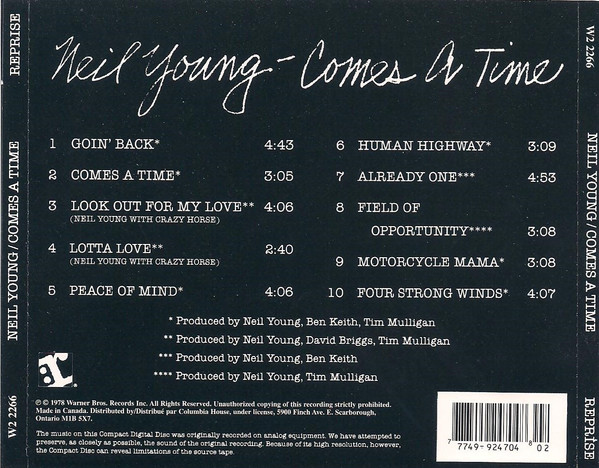 REPRISE
NEIL YOUNG/COMES A TIME
W2 2266
Neil Young – Comes A Time
1 GOIN' BACK* 4:43
2 COMES A TIME* 3:05
3 LOOK OUT FOR MY LOVE** 4:06
(NEIL YOUNG WITH CRAZY HORSE)
4 LOTTA LOVE** 2:40
(NEIL YOUNG WITH CRAZY HORSE)
5 PEACE OF MIND* 4:06
6 HUMAN HIGHWAY* 3:09
7 ALREADY ONE*** 4:53
8 FIELD OF
OPPORTUNITY**** 3:08
9 MOTORCYCLE MAMA* 3:08
10 FOUR STRONG WINDS* 4:07
* Produced by Neil Young, Ben Keith, Tim Mulligan
** Produced by Neil Young, David Briggs, Tim Mulligan
*** Produced by Neil Young, Ben Keith
**** Produced by Neil Young, Tim Mulligan
r:
℗ © 1978 Warner Bros. Records Inc. All Rights Reserved. Unauthorized copying of this recording strictly prohibited.
Made in Canada. Distributed by/Distribué par Columbia House, under license, 5900 Finch Ave. E. Scarborough,
Ontario M1B 5X7.
The music on this Compact Digital Disc was originally recorded on analog equipment. We have attempted to
preserve, as closely as possible, the sound of the original recording. Because of its high resolution, however,
the Compact Disc can reveal limitations of the source tape.
7 7749-924704 8 02
W2 2266
NEIL YOUNG/COMES A TIME
REPRISE